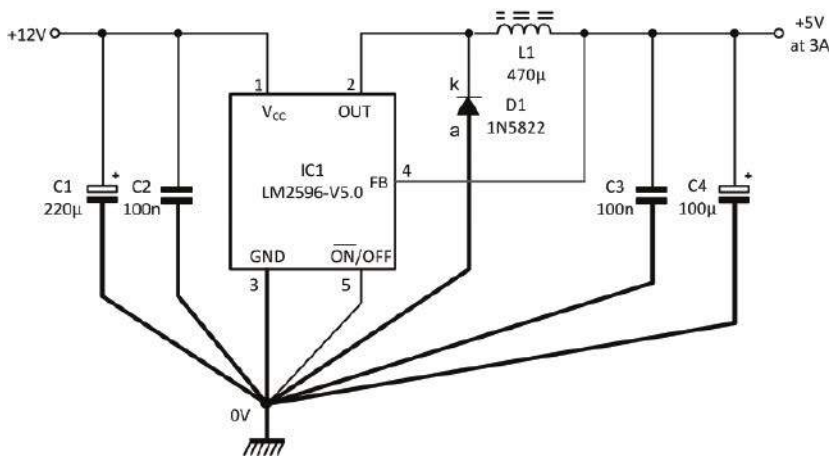 +12V
+5V
at 3A
L1
470µ
1
2
VCC
OUT
k
a
D1
1N5822
IC1
LM2596-V5.0
FB
4
C1
+
220µ
C2
100n
C3
100n
C4
+
100µ
GND
ON/OFF
3
5
0V